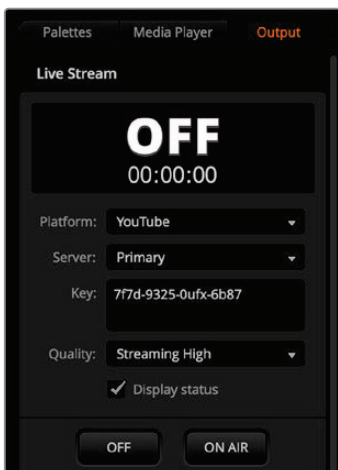 Palettes Media Player Output
Live Stream
OFF
00:00:00
Platform: YouTube
Server: Primary
Key: 7f7d-9325-0ufx-6b87
Quality: Streaming High
Display status
OFF ON AIR